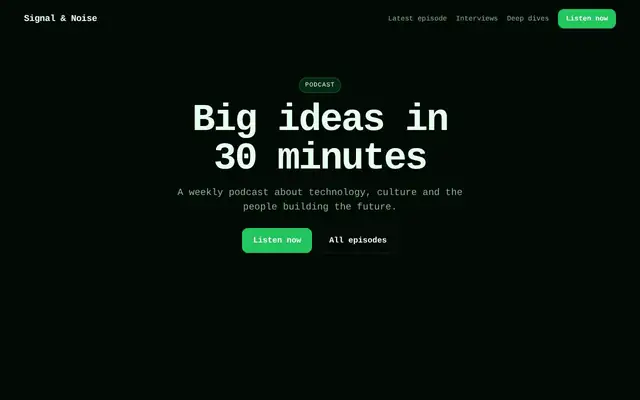 Signal & Noise
Latest episode
Interviews
Deep dives
Listen now
PODCAST
Big ideas in
30 minutes
A weekly podcast about technology, culture and the
people building the future.
Listen now
All episodes